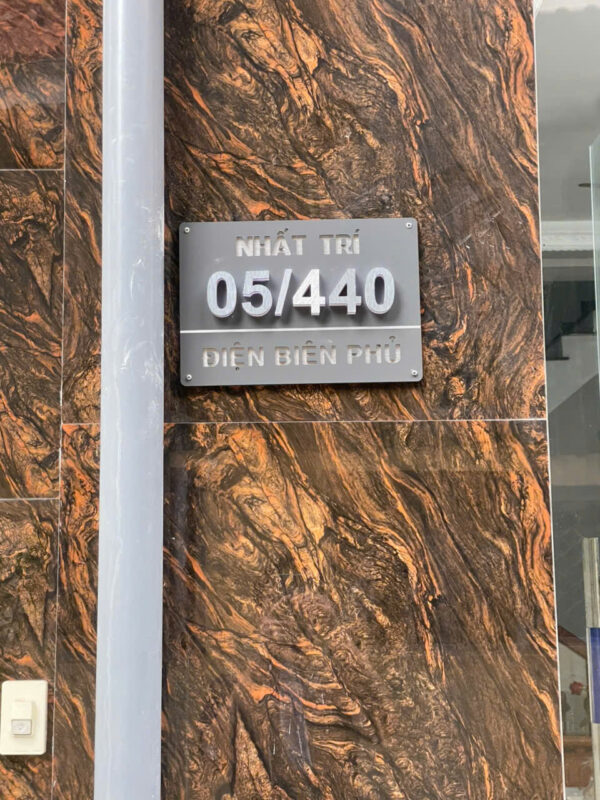 NHẤT TRÍ
05/440
ĐIỆN BIÊN PHỦ